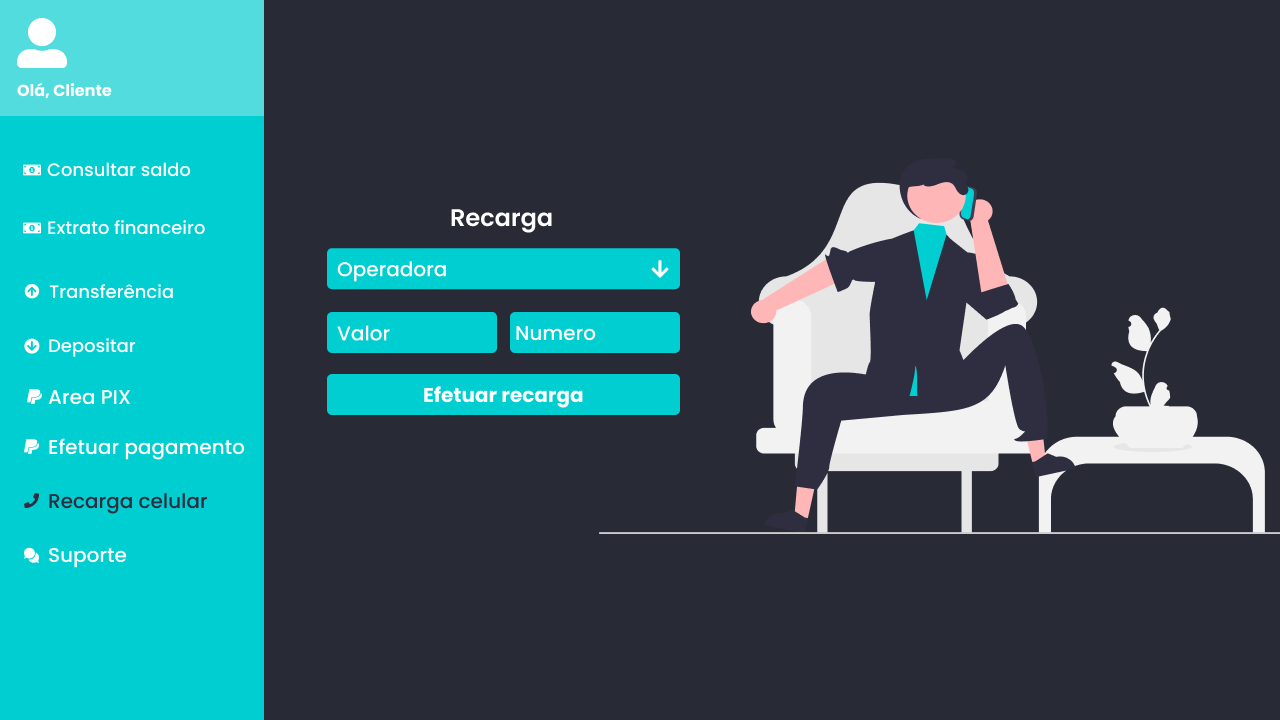 Olá, Cliente
Consultar saldo
Extrato financeiro
Transferência
Depositar
Area PIX
Efetuar pagamento
Recarga celular
Suporte
Recarga
Operadora
Valor
Numero
Efetuar recarga